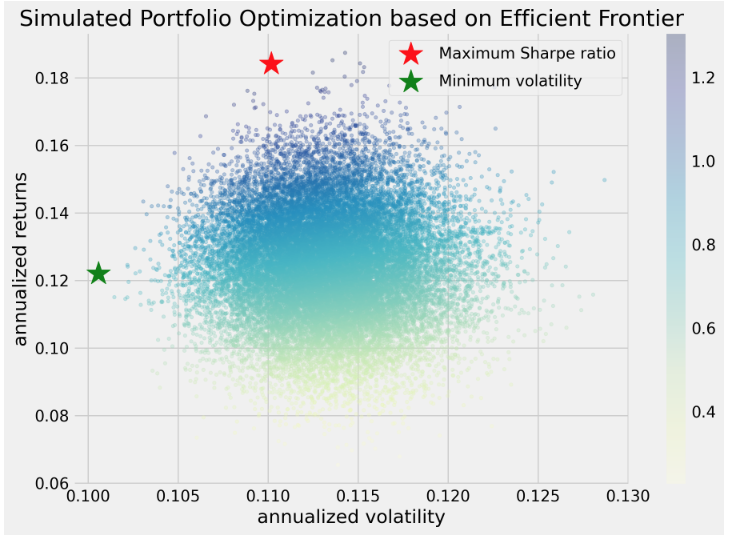 Simulated Portfolio Optimization based on Efficient Frontier
Maximum Sharpe ratio
Minimum volatility
annualized returns
0.18
0.16
0.14
0.12
0.10
0.08
0.06
0.100 0.105 0.110 0.115 0.120 0.125 0.130
annualized volatility
1.2
1.0
0.8
0.6
0.4